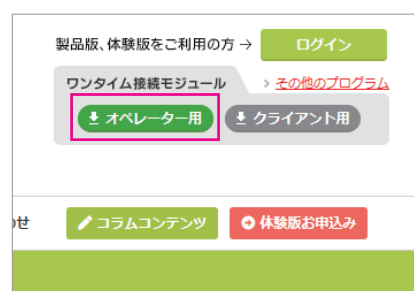 製品版、体験版をご利用の方 → ログイン
ワンタイム接続モジュール > その他のプログラム
オペレーター用 クライアント用
わせ コラムコンテンツ 体験版お申込み